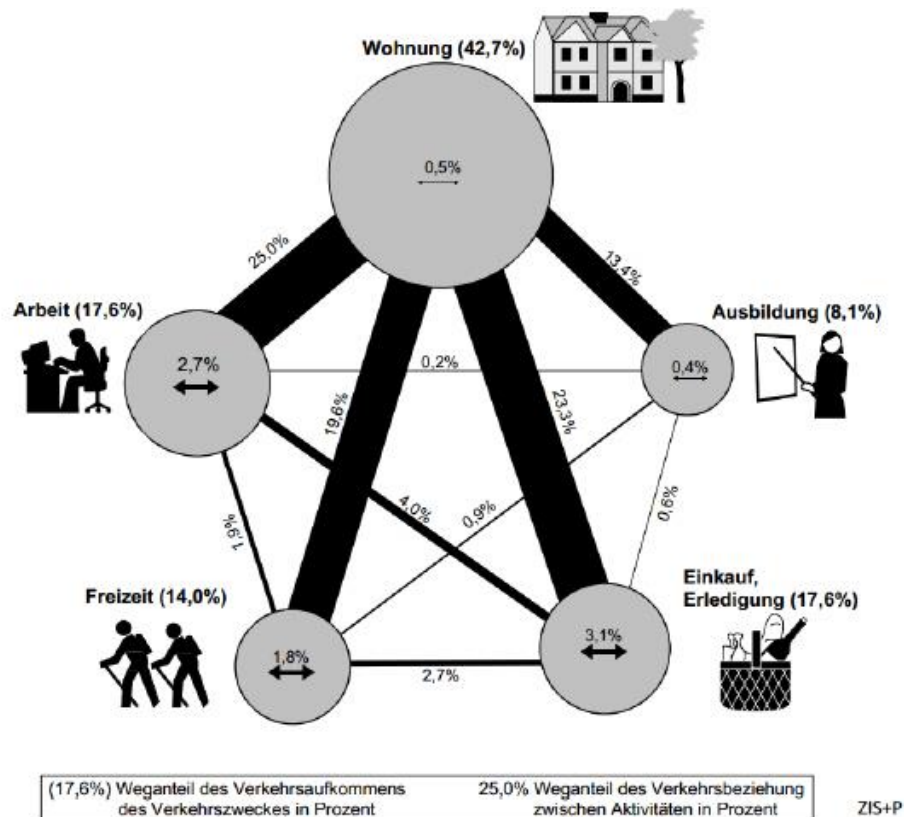 Wohnung (42,7%)
0,5%
25,0%
13,4%
Arbeit (17,6%)
Ausbildung (8,1%)
2,7%
0,2%
0,4%
19,6%
23,3%
4,0%
0,9%
0,6%
1,9%
Freizeit (14,0%)
Einkauf,
Erledigung (17,6%)
1,8%
3,1%
2,7%
(17,6%) Weganteil des Verkehrsaufkommens
des Verkehrszweckes in Prozent
25,0% Weganteil des Verkehrsbeziehung
zwischen Aktivitäten in Prozent
ZIS+P